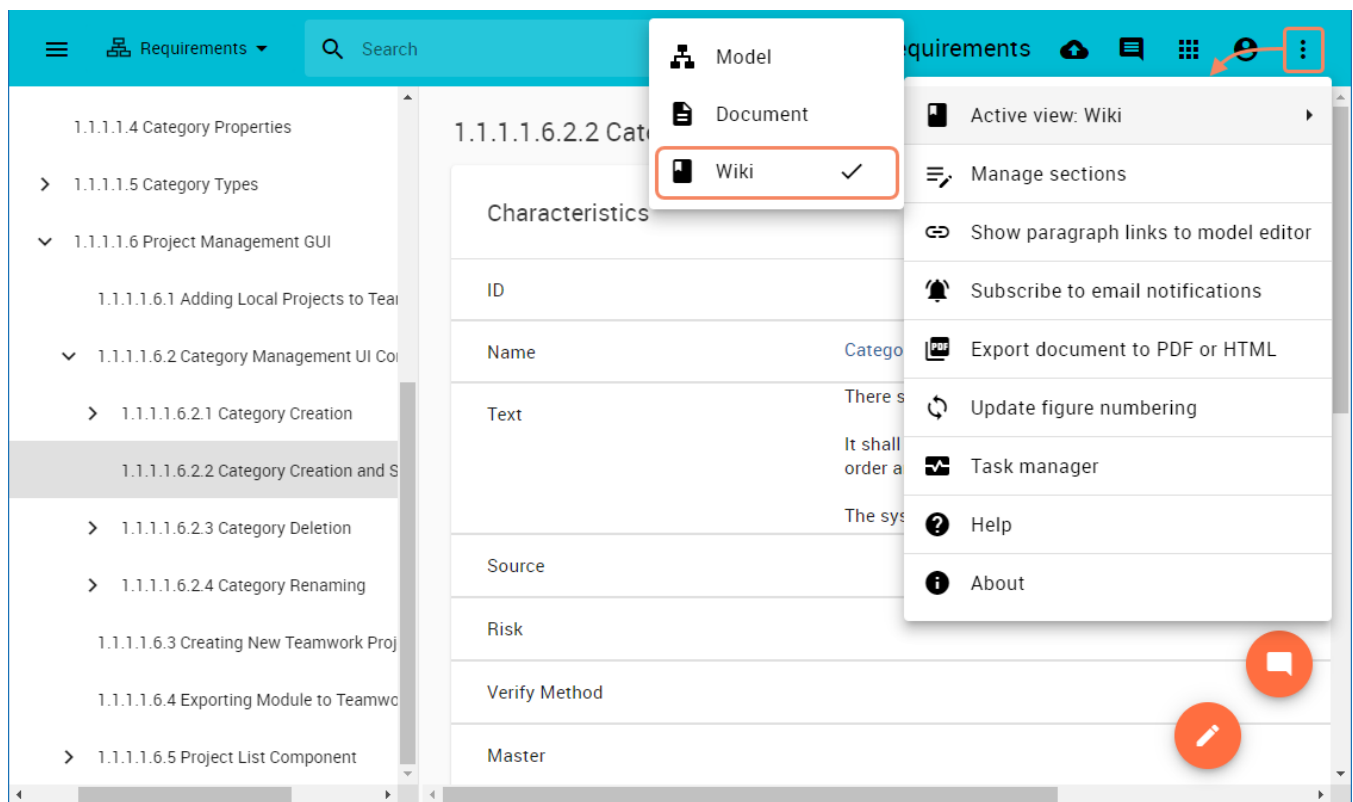 Requirements
Search
equirements
Model
Document
Wiki
Active view: Wiki
Manage sections
Show paragraph links to model editor
Subscribe to email notifications
Export document to PDF or HTML
PDF
Update figure numbering
Task manager
Help
About
1.1.1.1.4 Category Properties
1.1.1.1.5 Category Types
1.1.1.1.6 Project Management GUI
1.1.1.1.6.1 Adding Local Projects to Tea
1.1.1.1.6.2 Category Management UI Co
1.1.1.1.6.2.1 Category Creation
1.1.1.1.6.2.2 Category Creation and S
1.1.1.1.6.2.3 Category Deletion
1.1.1.1.6.2.4 Category Renaming
1.1.1.1.6.3 Creating New Teamwork Proj
1.1.1.1.6.4 Exporting Module to Teamwo
1.1.1.1.6.5 Project List Component
1.1.1.1.6.2.2 Cat
Characteristics
ID
Name
Catego
Text
There s
It shall
order a
The sys
Source
Risk
Verify Method
Master